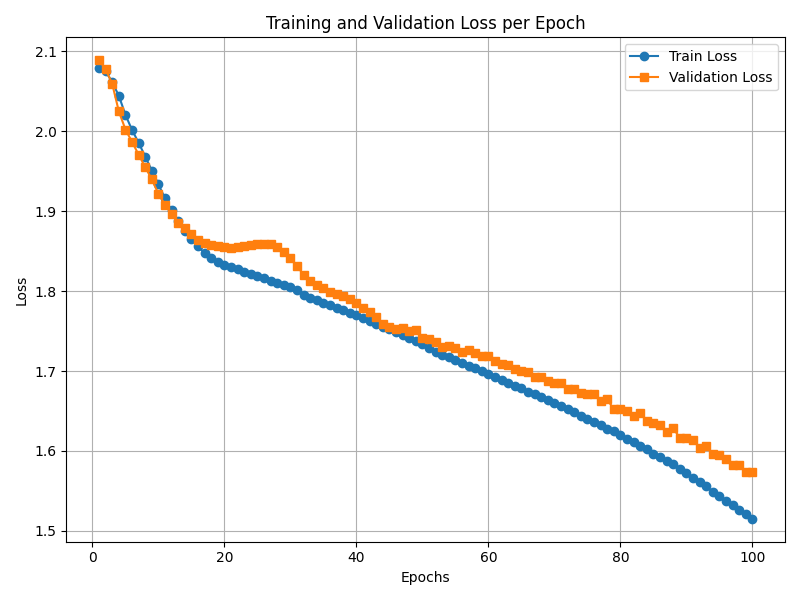 Training and Validation Loss per Epoch
Train Loss
Validation Loss
2.1
2.0
1.9
1.8
1.7
1.6
1.5
Loss
0 20 40 60 80 100
Epochs